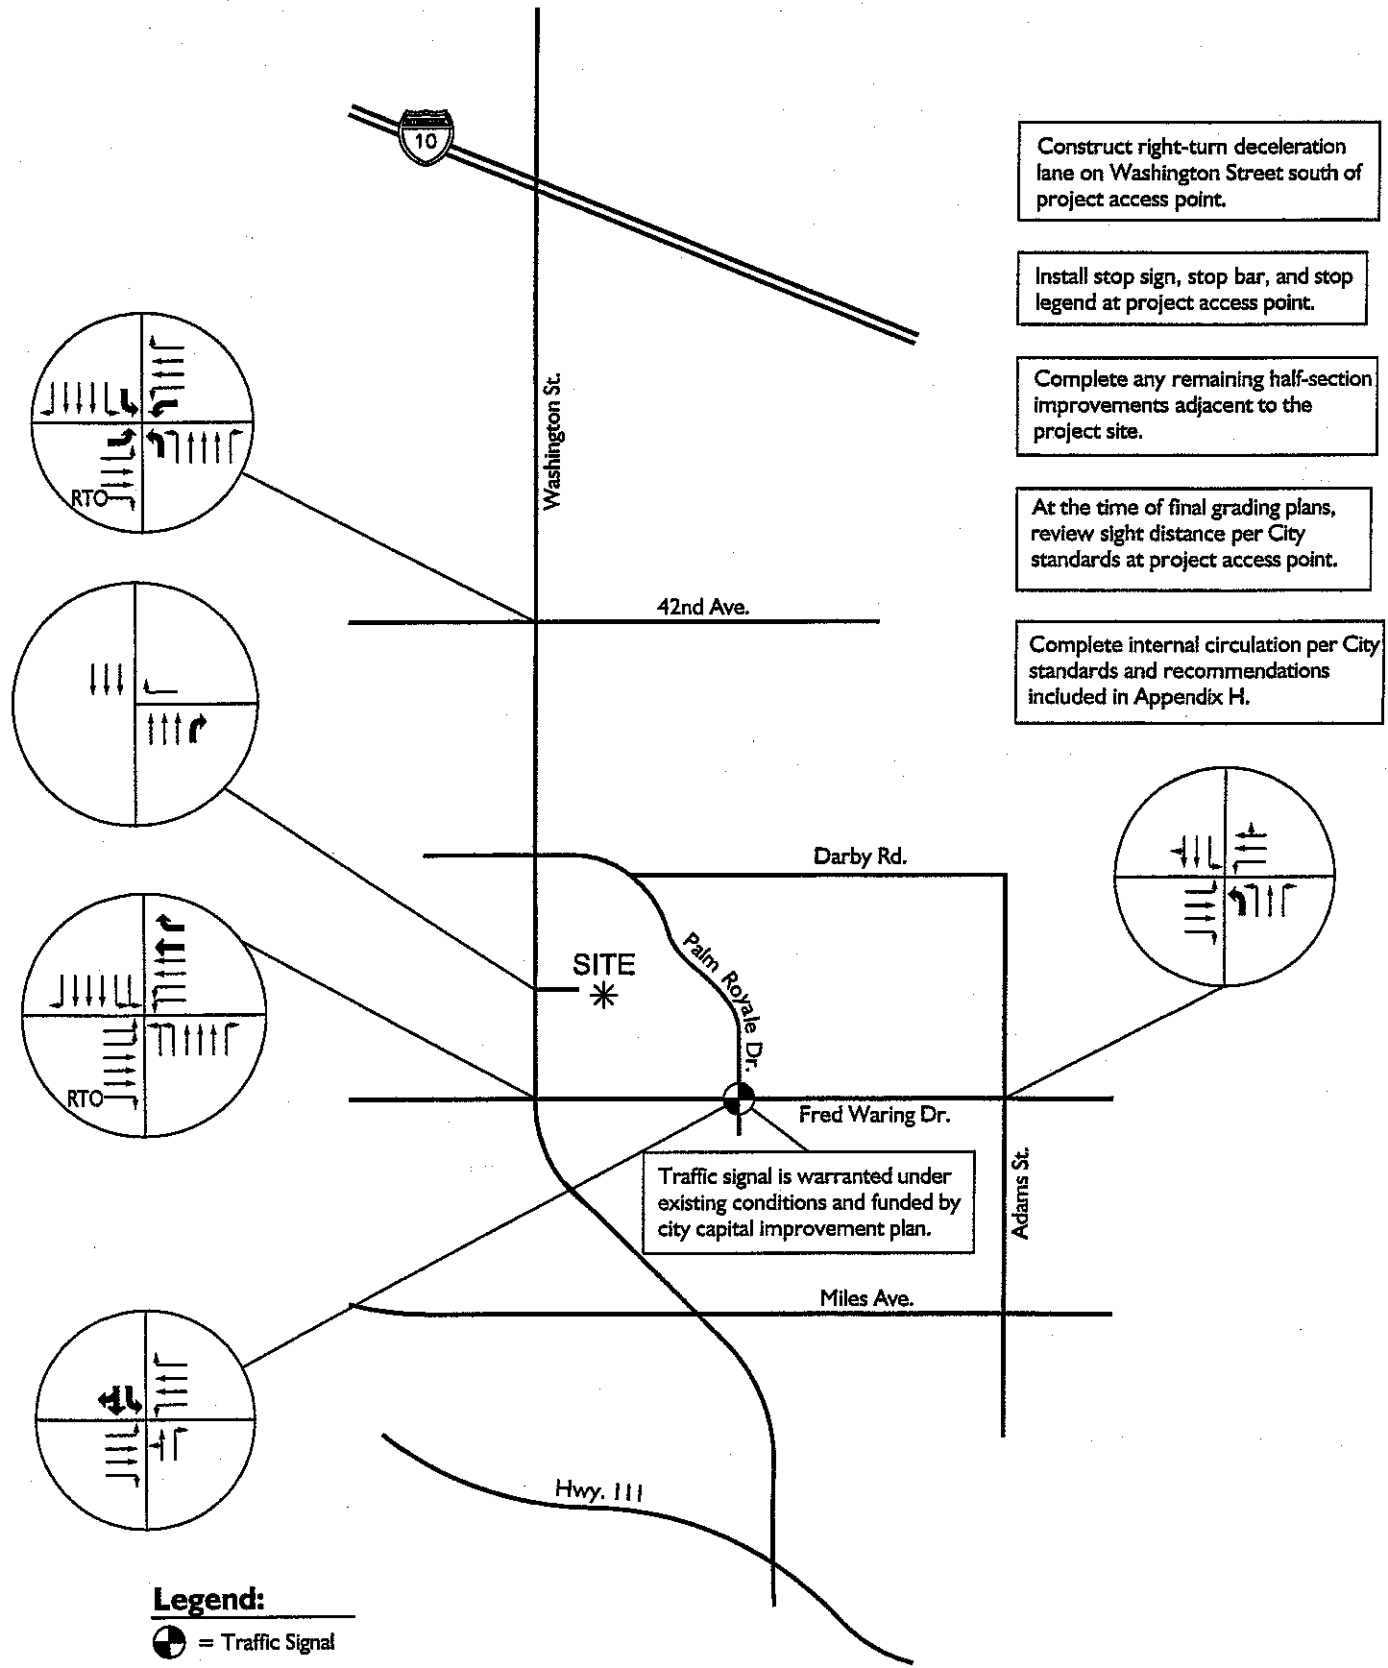 10
Construct right-turn deceleration
lane on Washington Street south of
project access point.
Install stop sign, stop bar, and stop
legend at project access point.
Complete any remaining half-section
improvements adjacent to the
project site.
At the time of final grading plans,
review sight distance per City
standards at project access point.
Complete internal circulation per City
standards and recommendations
included in Appendix H.
Washington St.
RTO
42nd Ave.
Darby Rd.
Palm Royale Dr.
SITE
RTO
Fred Waring Dr.
Traffic signal is warranted under
existing conditions and funded by
city capital improvement plan.
Adams St.
Miles Ave.
Hwy. 111
Legend:
= Traffic Signal